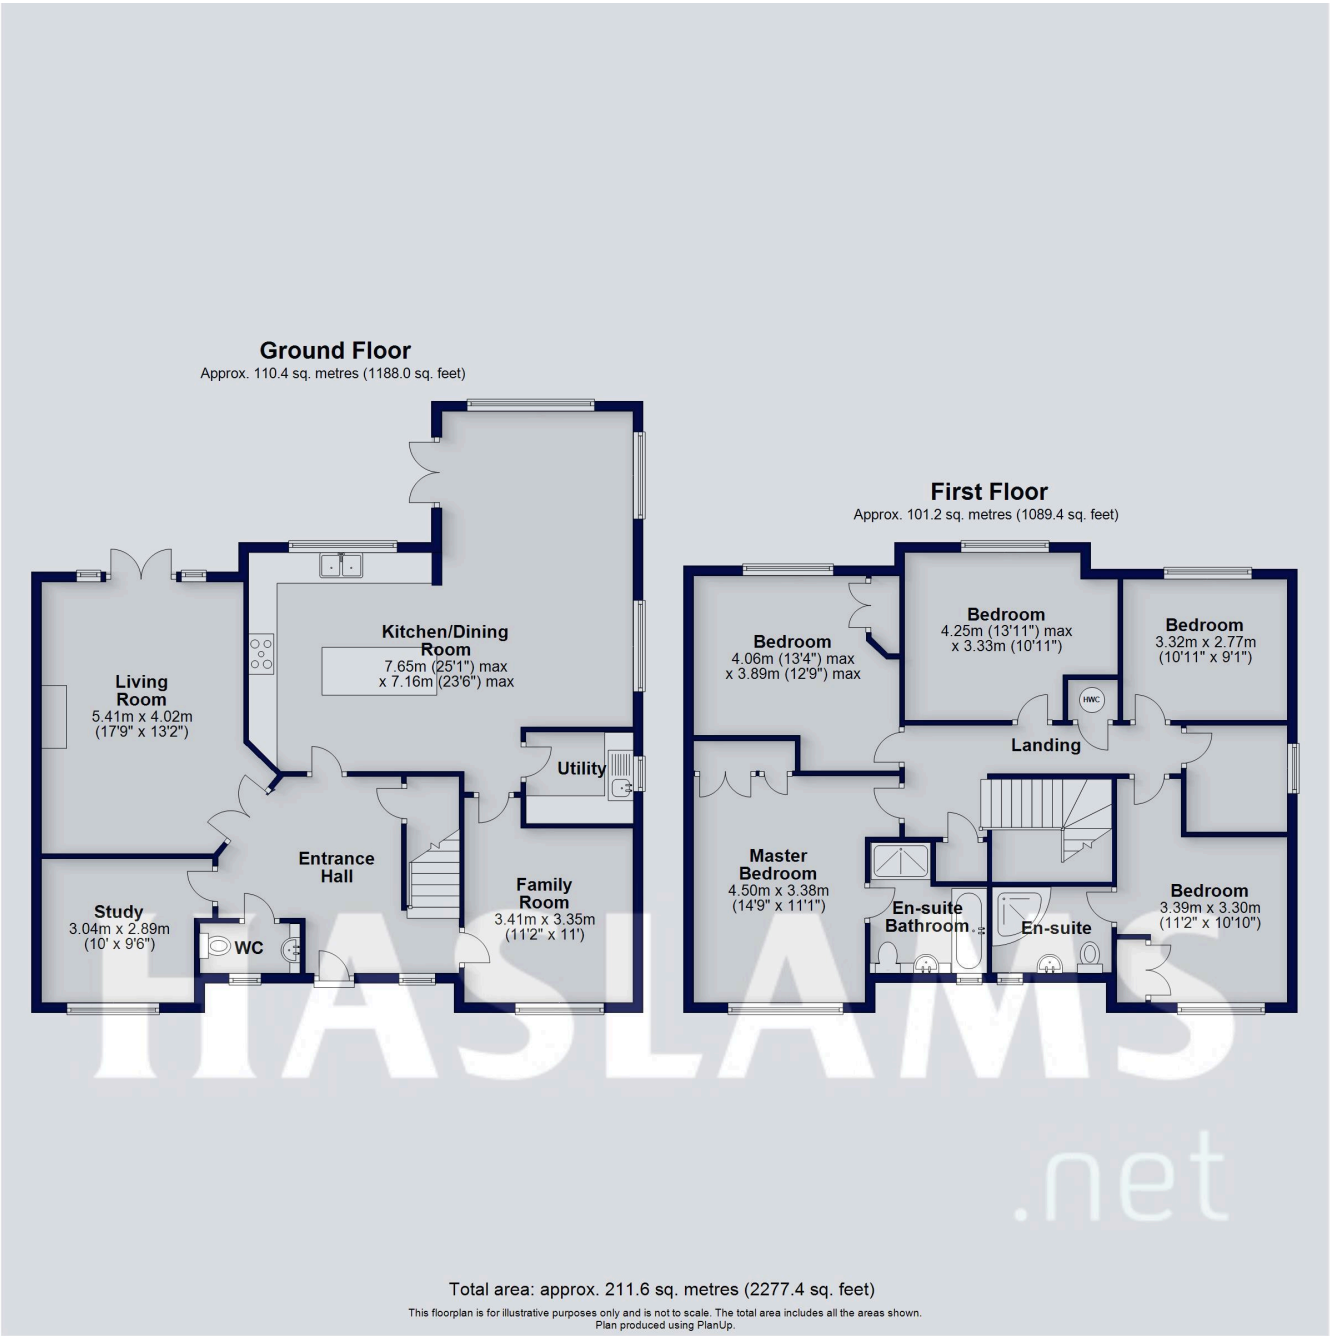 Ground Floor
Approx. 110.4 sq. metres (1188.0 sq. feet)
Kitchen/Dining
Room
7.65m (25'1") max
x 7.16m (23'6") max
Living
Room
5.41m x 4.02m
(17'9" x 13'2")
Utility
Entrance
Hall
Family
Room
3.41m x 3.35m
(11'2" x 11')
Study
3.04m x 2.89m
(10' x 9'6")
WC
First Floor
Approx. 101.2 sq. metres (1089.4 sq. feet)
Bedroom
4.06m (13'4") max
x 3.89m (12'9") max
Bedroom
4.25m (13'11") max
x 3.33m (10'11")
Bedroom
3.32m x 2.77m
(10'11" x 9'1")
HWC
Landing
Master
Bedroom
4.50m x 3.38m
(14'9" x 11'1")
En-suite
Bathroom
En-suite
Bedroom
3.39m x 3.30m
(11'2" x 10'10")
HASLAMS
.net
Total area: approx. 211.6 sq. metres (2277.4 sq. feet)
This floorplan is for illustrative purposes only and is not to scale. The total area includes all the areas shown.
Plan produced using PlanUp.